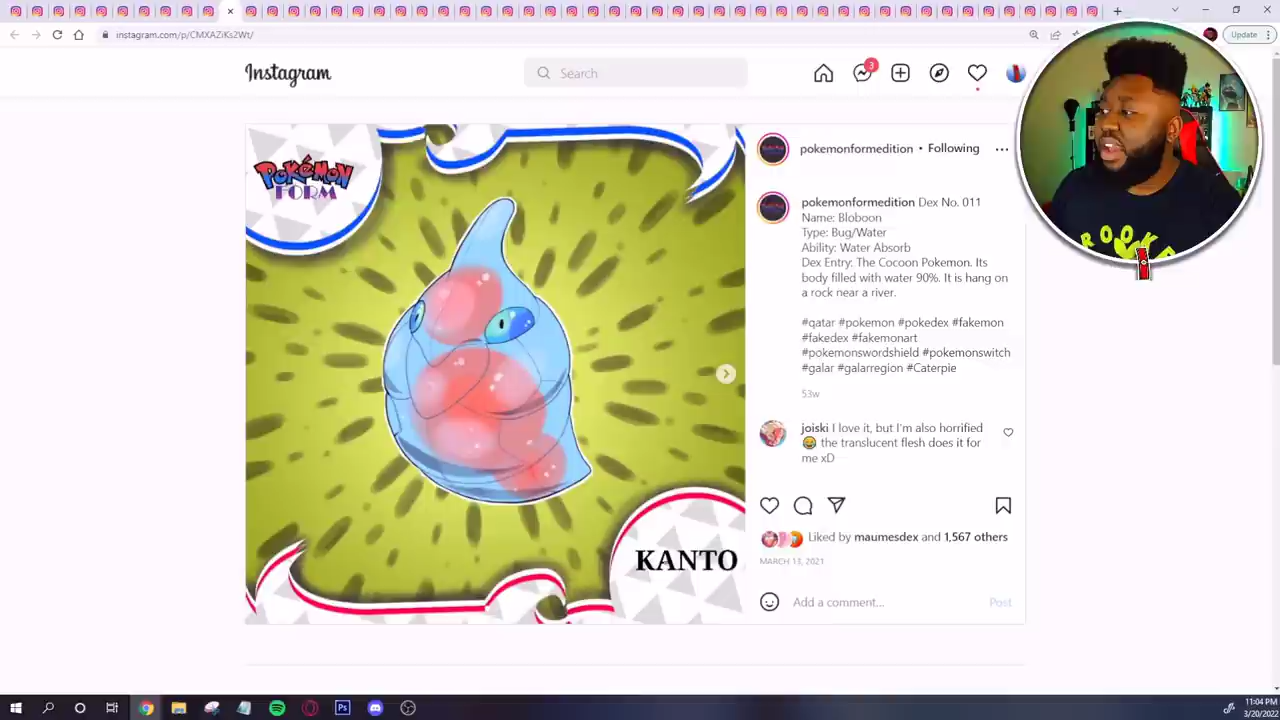 instagram.com/p/CMXAZiKs2Wt/
Update
Instagram
Search
3
POKéMON
FORM
KANTO
pokemonformedition • Following
pokemonformedition Dex No. 011
Name: Bloboon
Type: Bug/Water
Ability: Water Absorb
Dex Entry: The Cocoon Pokemon. Its
body filled with water 90%. It is hang on
a rock near a river.
#qatar #pokemon #pokedex #fakemon
#fakedex #fakemonart
#pokemonswordshield #pokemonswitch
#galar #galarregion #Caterpie
53w
joiski I love it, but I'm also horrified
😂 the translucent flesh does it for
me xD
Liked by maumesdex and 1,567 others
MARCH 13, 2021
Add a comment...
Post
ROOKE
Ps
11:04 PM
3/20/2022